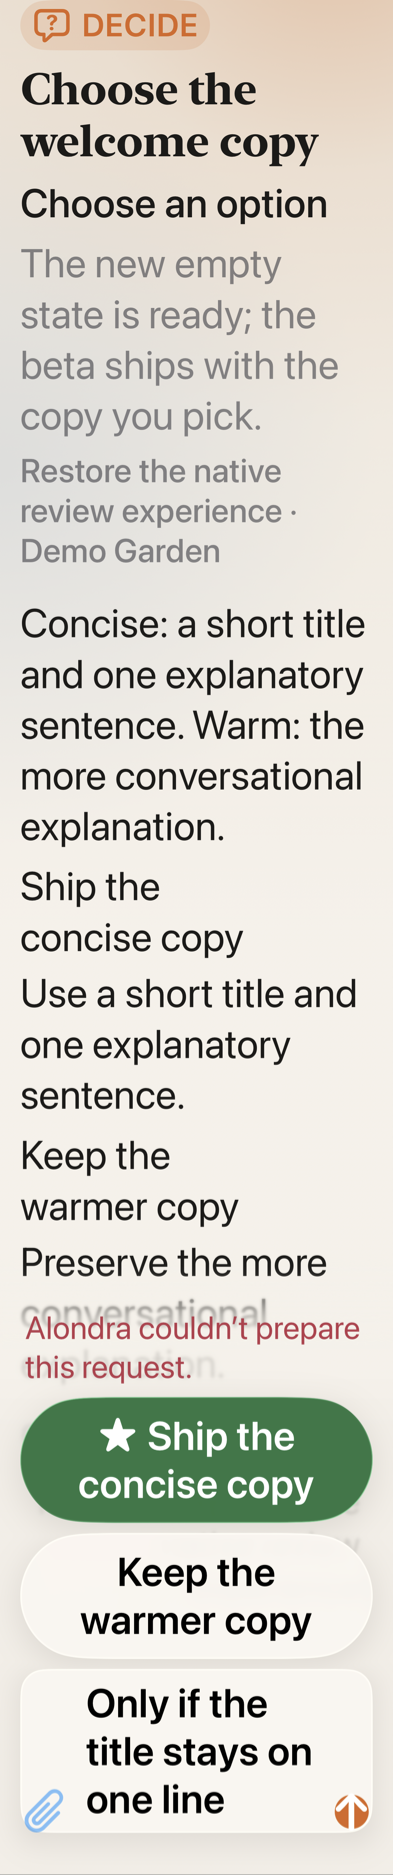 DECIDE
Choose the
welcome copy
Choose an option
The new empty
state is ready; the
beta ships with the
copy you pick.
Restore the native
review experience ·
Demo Garden
Concise: a short title
and one explanatory
sentence. Warm: the
more conversational
explanation.
Ship the
concise copy
Use a short title and
one explanatory
sentence.
Keep the
warmer copy
Preserve the more
conversational
explanation.
Alondra couldn't prepare
this request.
★ Ship the
concise copy
Keep the
warmer copy
Only if the
title stays on
one line